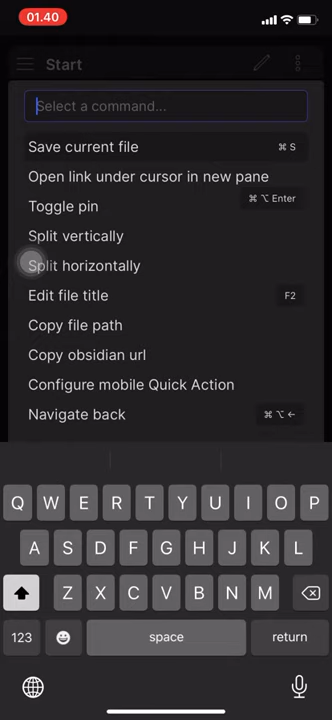 01.40
Start
Select a command...
Save current file ⌘ S
Open link under cursor in new pane
⌘ ⌥ Enter
Toggle pin
Split vertically
Split horizontally
Edit file title F2
Copy file path
Copy obsidian url
Configure mobile Quick Action
Navigate back ⌘ ⌥ ←
Q W E R T Y U I O P
A S D F G H J K L
Z X C V B N M
123 space return